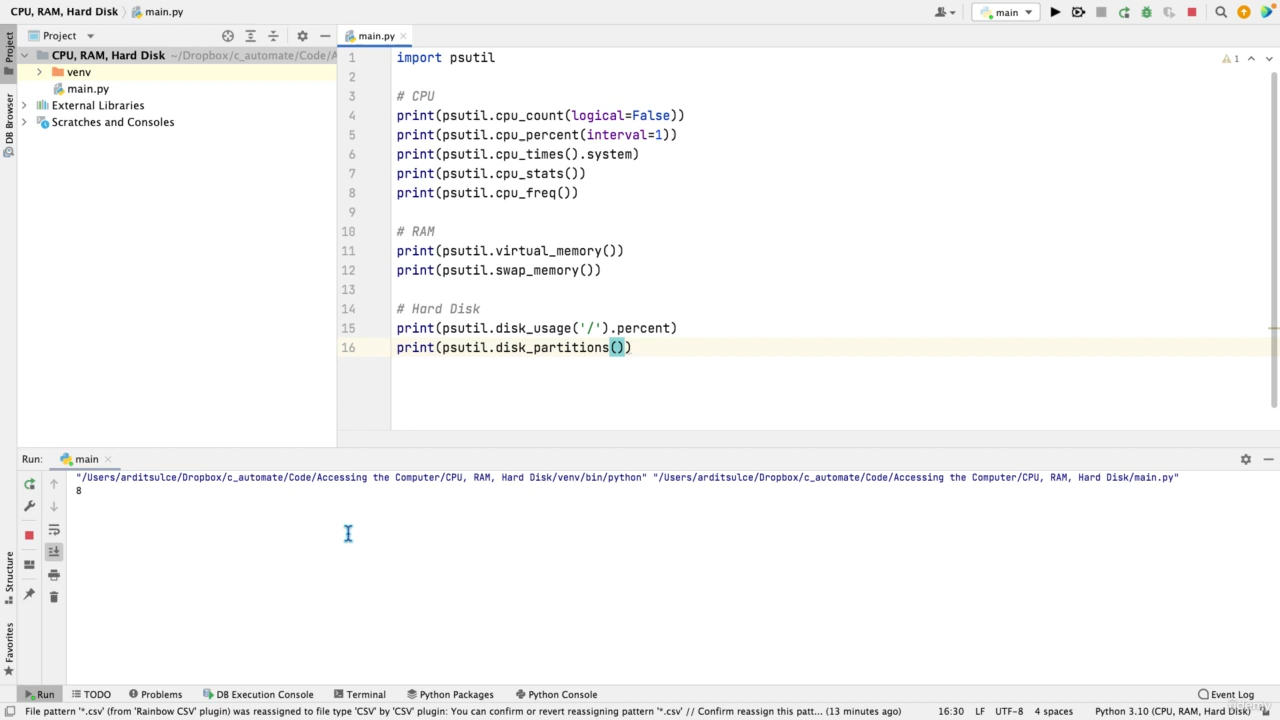 CPU, RAM, Hard Disk main.py main
Project main.py
Project
DB Browser
Structure
Favorites
CPU, RAM, Hard Disk ~/Dropbox/c_automate/Code/A
venv
main.py
External Libraries
Scratches and Consoles
1 import psutil
2
3 # CPU
4 print(psutil.cpu_count(logical=False))
5 print(psutil.cpu_percent(interval=1))
6 print(psutil.cpu_times().system)
7 print(psutil.cpu_stats())
8 print(psutil.cpu_freq())
9
10 # RAM
11 print(psutil.virtual_memory())
12 print(psutil.swap_memory())
13
14 # Hard Disk
15 print(psutil.disk_usage('/').percent)
16 print(psutil.disk_partitions())
1
Run: main
"/Users/arditsulce/Dropbox/c_automate/Code/Accessing the Computer/CPU, RAM, Hard Disk/venv/bin/python" "/Users/arditsulce/Dropbox/c_automate/Code/Accessing the Computer/CPU, RAM, Hard Disk/main.py"
8
Run TODO Problems DB Execution Console Terminal Python Packages Python Console Event Log
File pattern '*.csv' (from 'Rainbow CSV' plugin) was reassigned to file type 'CSV' by 'CSV' plugin: You can confirm or revert reassigning pattern '*.csv' // Confirm reassign this patt... (13 minutes ago) 16:30 LF UTF-8 4 spaces Python 3.10 (CPU, RAM, Hard Disk)
udemy